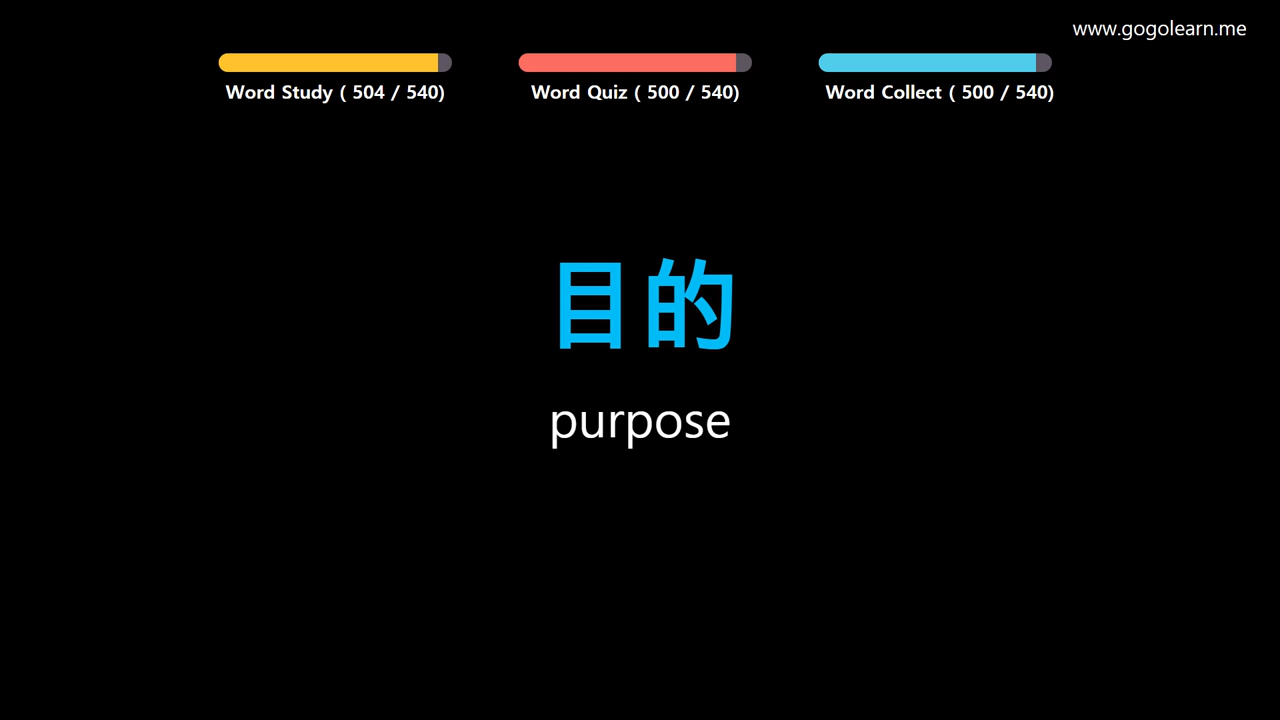 www.gogolearn.me
Word Study ( 504 / 540)
Word Quiz ( 500 / 540)
Word Collect ( 500 / 540)
目的
purpose